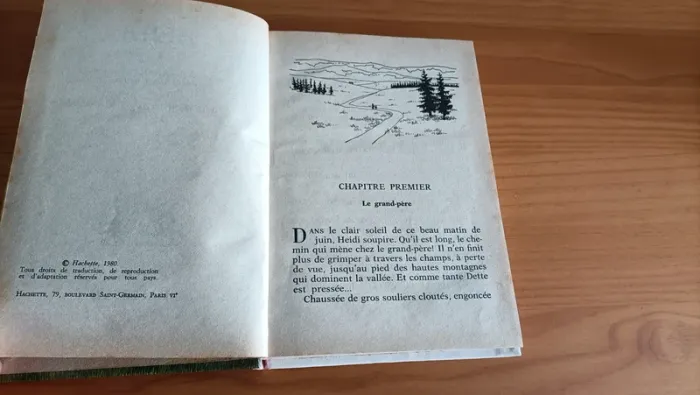 © Hachette, 1980.
Tous droits de traduction, de reproduction
et d'adaptation réservés pour tous pays.
HACHETTE, 79, BOULEVARD SAINT-GERMAIN, PARIS VIᵉ
CHAPITRE PREMIER
Le grand-père
DANS le clair soleil de ce beau matin de
juin, Heidi soupire. Qu'il est long, le che-
min qui mène chez le grand-père! Il n'en finit
plus de grimper à travers les champs, à perte
de vue, jusqu'au pied des hautes montagnes
qui dominent la vallée. Et comme tante Dette
est pressée...
Chaussée de gros souliers cloutés, engoncée